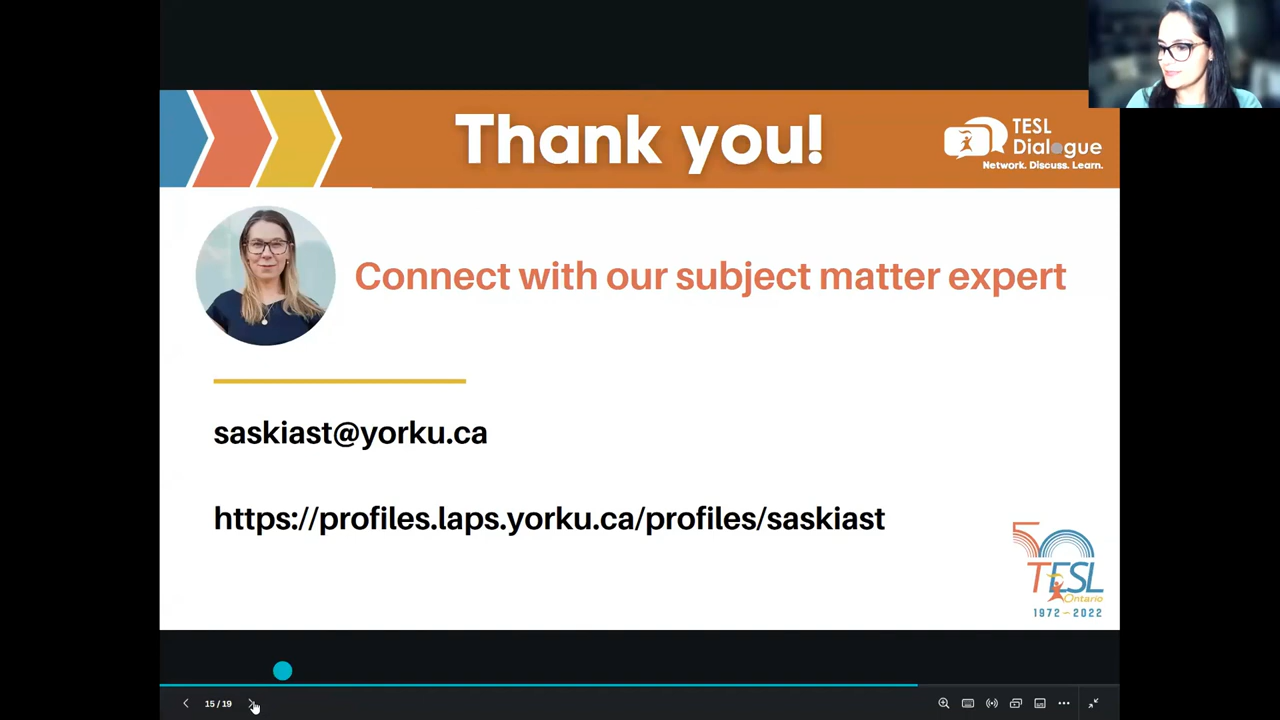 Thank you!
TESL
Dialogue
Network. Discuss. Learn.
Connect with our subject matter expert
saskiast@yorku.ca
https://profiles.laps.yorku.ca/profiles/saskiast
50
TESL
Ontario
1972 - 2022
15 / 19